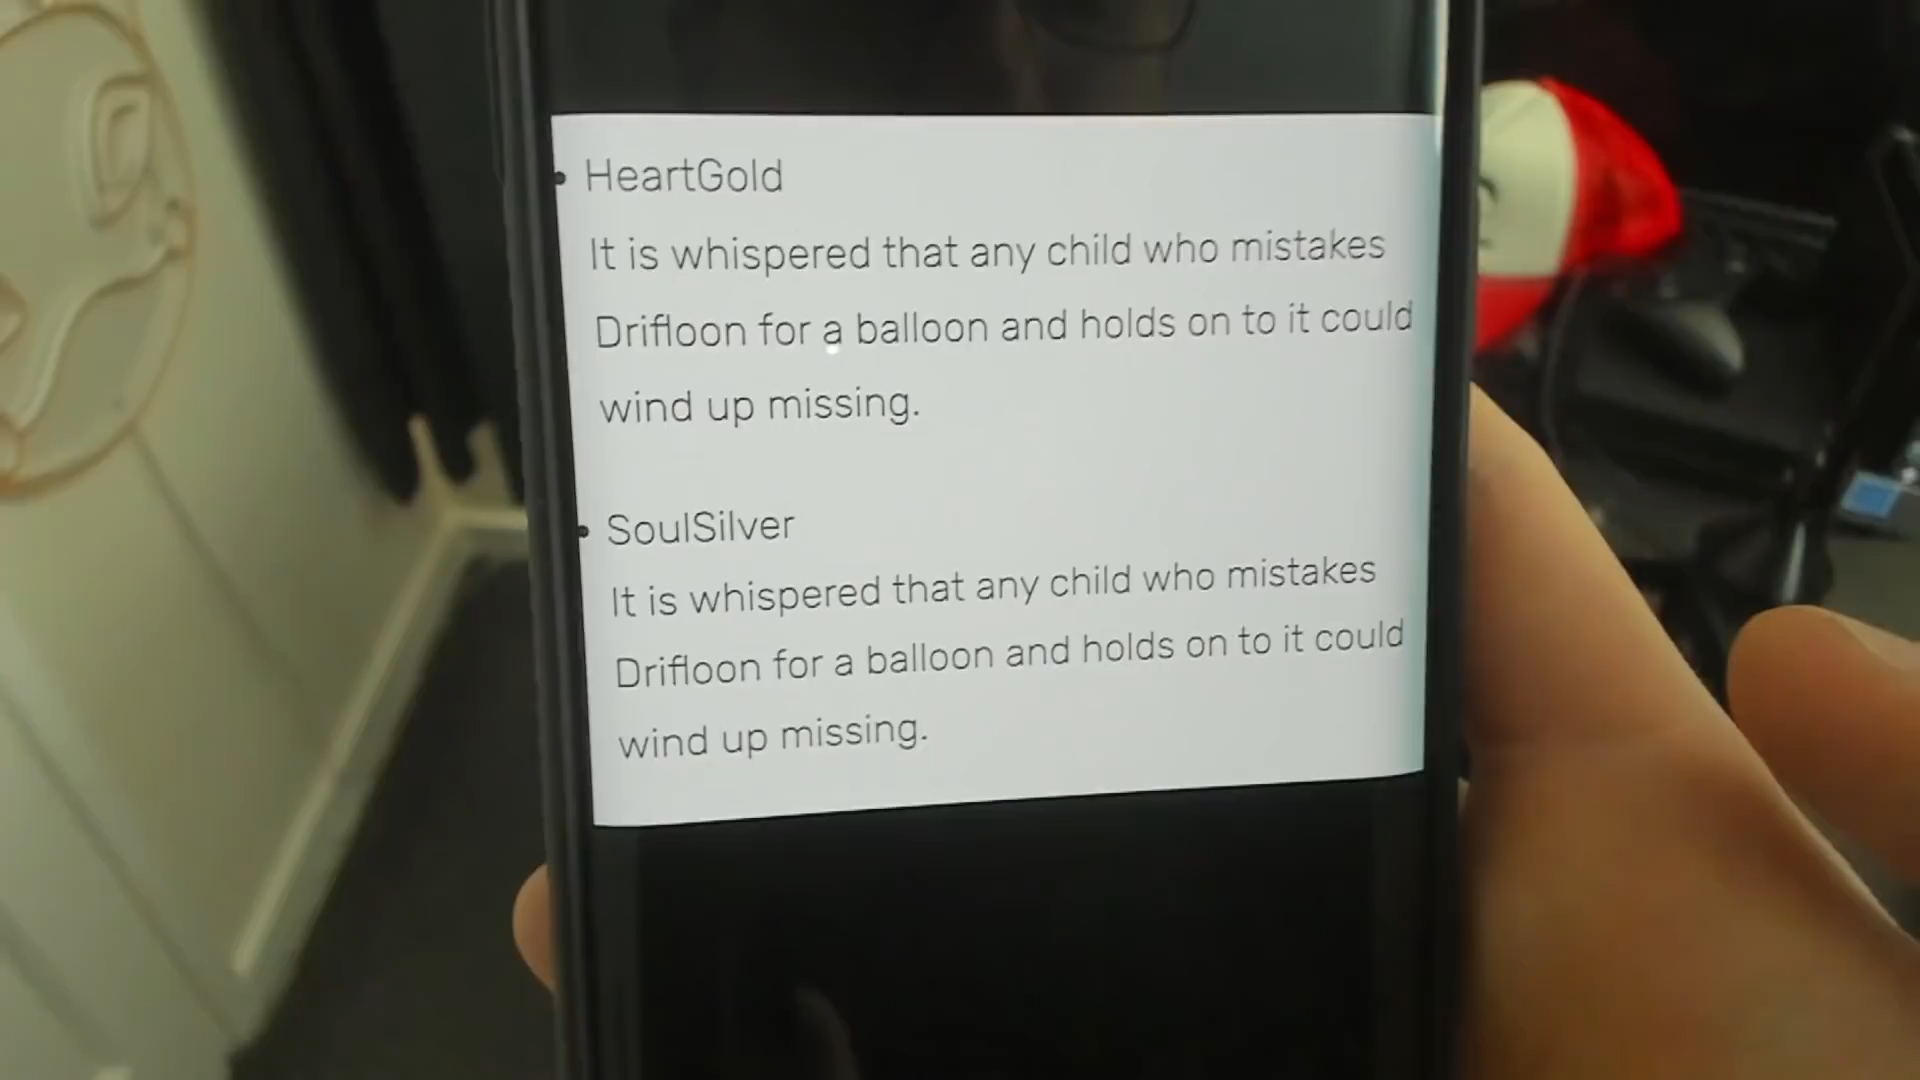 • HeartGold
It is whispered that any child who mistakes
Drifloon for a balloon and holds on to it could
wind up missing.
• SoulSilver
It is whispered that any child who mistakes
Drifloon for a balloon and holds on to it could
wind up missing.